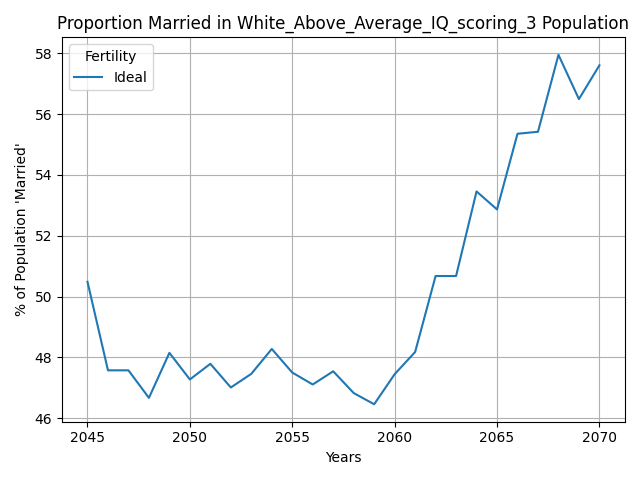 Proportion Married in White_Above_Average_IQ_scoring_3 Population
% of Population 'Married'
58
56
54
52
50
48
46
Fertility
Ideal
2045 2050 2055 2060 2065 2070
Years